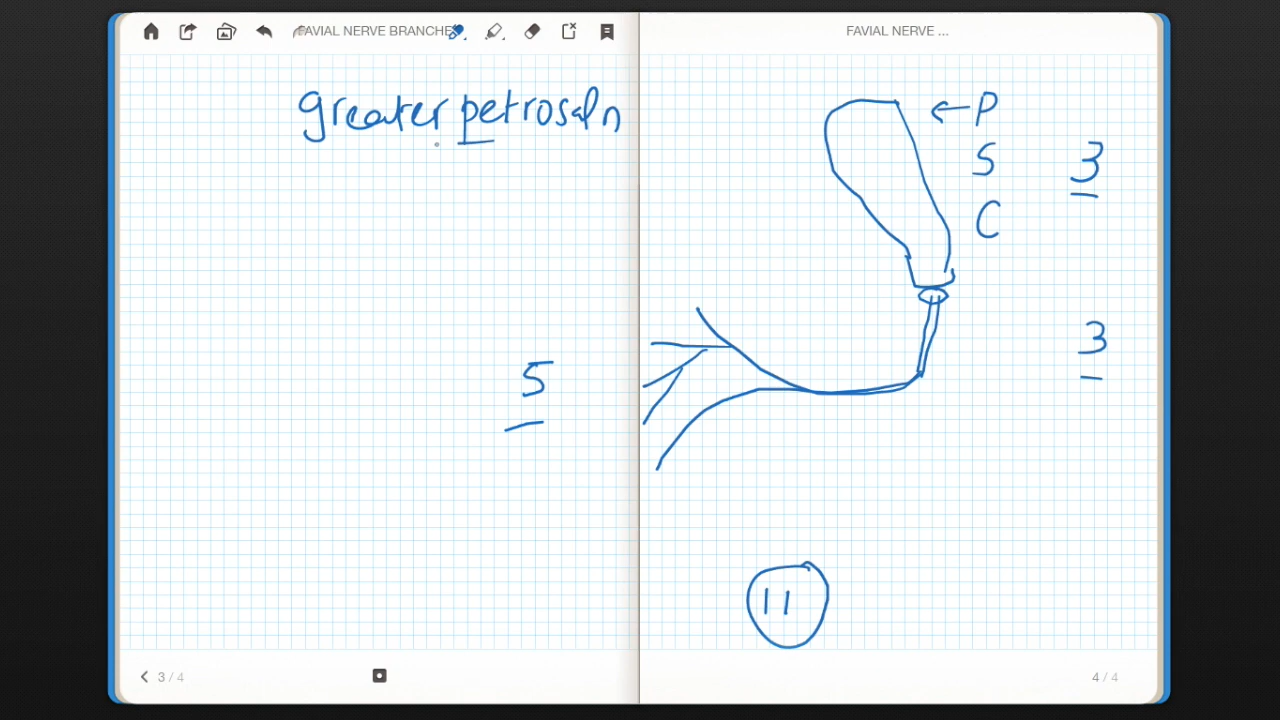 FAVIAL NERVE BRANCHE
greater petrosal n
5
3 / 4
FAVIAL NERVE ...
← P
S
3
C
3
11
4 / 4